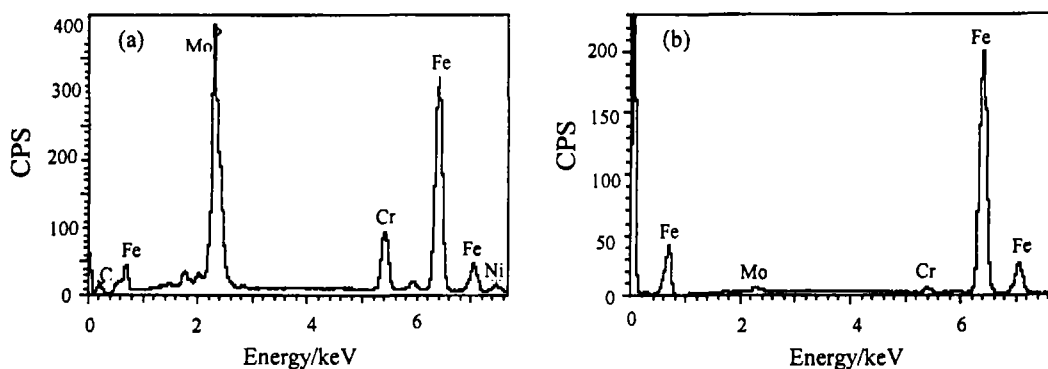 (a)
400
300
200
100
0
CPS
Mo
C
Fe
Cr
Fe
Fe
Ni
0 2 4 6
Energy/keV
(b)
200
150
100
50
0
CPS
Fe
Mo
Cr
Fe
Fe
0 2 4 6
Energy/keV